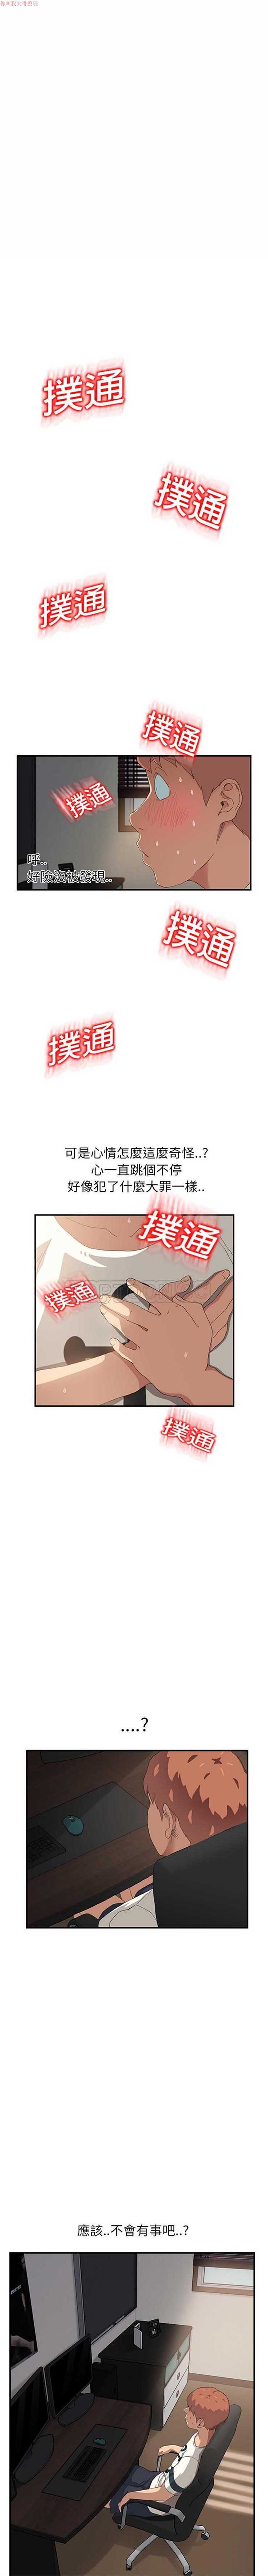 撲通
撲通
撲通
撲通
撲通
呼..
好險沒被發現..
撲通
撲通
可是心情怎麼這麼奇怪..?
心一直跳個不停
好像犯了什麼大罪一樣..
撲通
撲通
撲通
....?
應該..不會有事吧..?